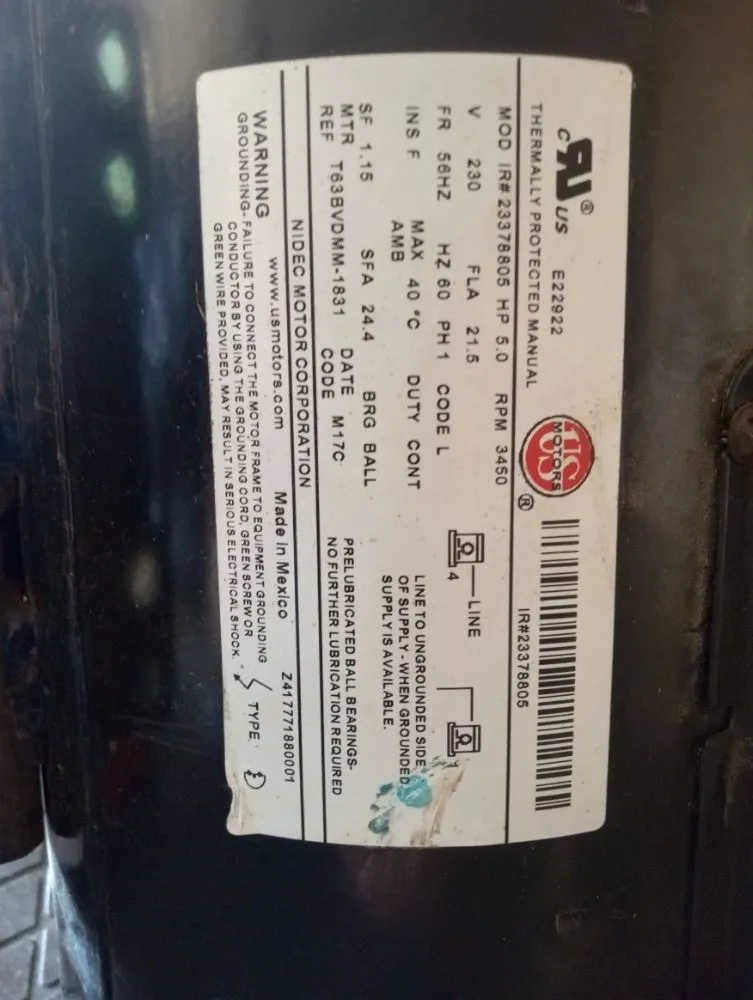 c RU ® US E22922
THERMALLY PROTECTED MANUAL
US MOTORS ®
IR#23378805
MOD IR# 23378805 HP 5.0 RPM 3450
V 230 FLA 21.5
FR 56HZ HZ 60 PH 1 CODE L
INS F MAX AMB 40 °C DUTY CONT
SF 1.15 SFA 24.4 BRG BALL
MTR REF T63BVDMM-1831 DATE CODE M17C
4 LINE
LINE TO UNGROUNDED SIDE
OF SUPPLY - WHEN GROUNDED
SUPPLY IS AVAILABLE.
PRELUBRICATED BALL BEARINGS-
NO FURTHER LUBRICATION REQUIRED
NIDEC MOTOR CORPORATION
www.usmotors.com Made in Mexico Z417771880001
WARNING
GROUNDING- FAILURE TO CONNECT THE MOTOR FRAME TO EQUIPMENT GROUNDING
CONDUCTOR BY USING THE GROUNDING CORD, GREEN SCREW OR
GREEN WIRE PROVIDED, MAY RESULT IN SERIOUS ELECTRICAL SHOCK.
TYPE